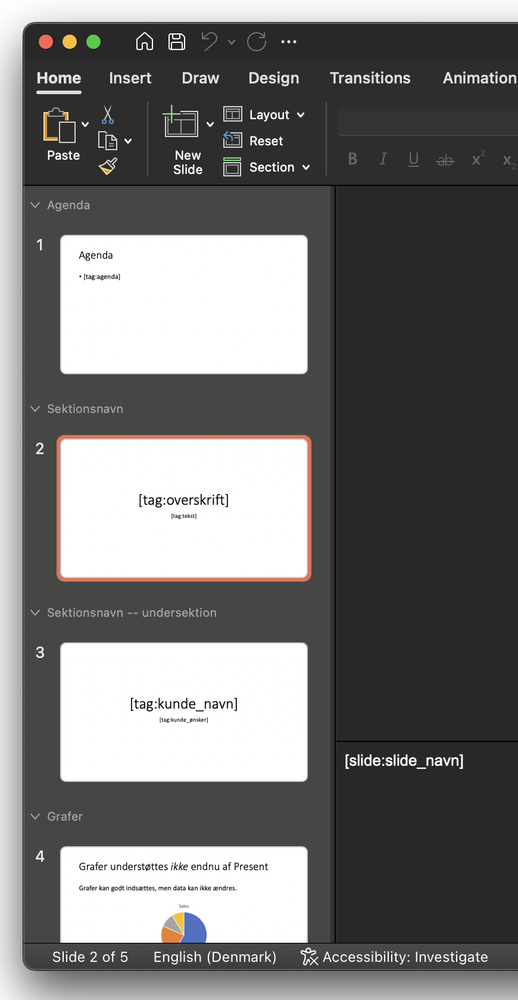 Home Insert Draw Design Transitions Animation
Paste
New
Slide
Layout
Reset
Section
B I U ab x2 x2
Agenda
1
Agenda
• [tag:agenda]
Sektionsnavn
2
[tag:overskrift]
[tag:tekst]
Sektionsnavn -- undersektion
3
[tag:kunde_navn]
[tag:kunde_ønsker]
[slide:slide_navn]
Grafer
4
Grafer understøttes ikke endnu af Present
Grafer kan godt indsættes, men data kan ikke ændres.
Sales
Slide 2 of 5 English (Denmark) Accessibility: Investigate